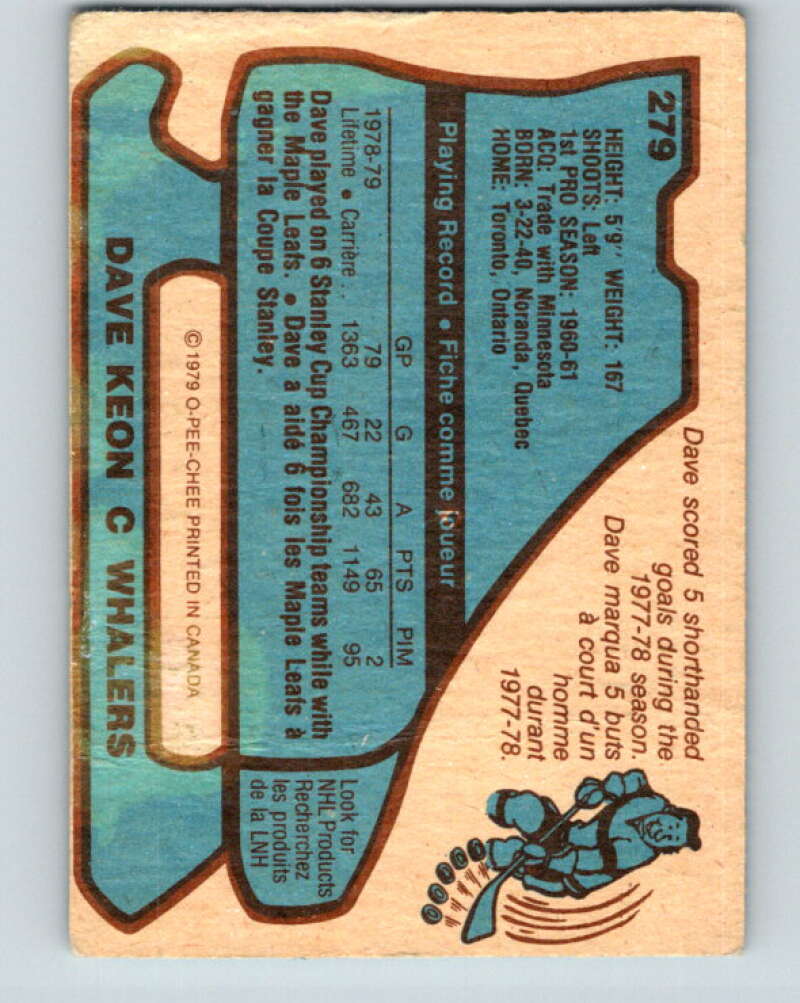 279
HEIGHT: 5'9" WEIGHT: 167
SHOOTS: Left
1st PRO SEASON: 1960-61
ACQ: Trade with Minnesota
BORN: 3-22-40, Noranda, Quebec
HOME: Toronto, Ontario
Dave scored 5 shorthanded
goals during the
1977-78 season.
Dave marqua 5 buts
à court d'un
homme
durant
1977-78.
Playing Record • Fiche comme joueur
GP G A PTS PIM
1978-79 79 22 43 65 2
Lifetime • Carrière . . 1363 467 682 1149 95
Dave played on 6 Stanley Cup Championship teams while with
the Maple Leafs. • Dave a aidé 6 fois les Maple Leafs à
gagner la Coupe Stanley.
Look for
NHL Products
Recherchez
les produits
de la LNH
© 1979 O-PEE-CHEE PRINTED IN CANADA
DAVE KEON C WHALERS